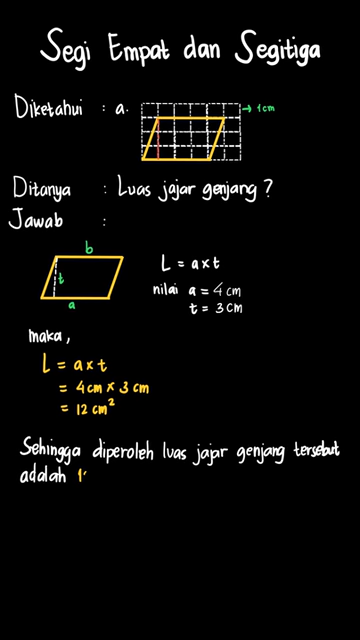 Segi Empat dan Segitiga
Diketahui : a.
→ 1cm
Ditanya : Luas jajar genjang ?
Jawab :
b
t
a
L = a x t
nilai a = 4 cm
t = 3 cm
maka,
L = a x t
= 4 cm x 3 cm
= 12 cm²
Sehingga diperoleh luas jajar genjang tersebut
adalah 1